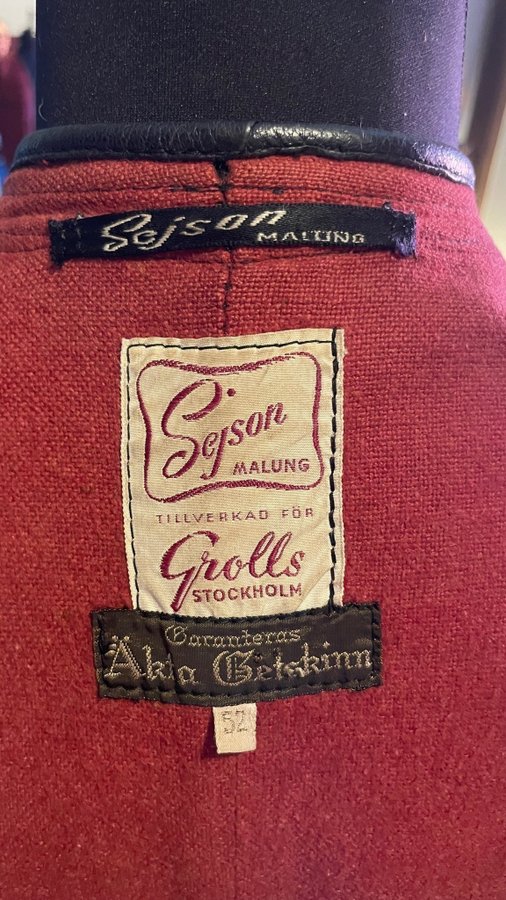 Sejson
MALUNG
Sejson
MALUNG
TILLVERKAD FÖR
Grolls
STOCKHOLM
Garanteras
Äkta Getskinn
52